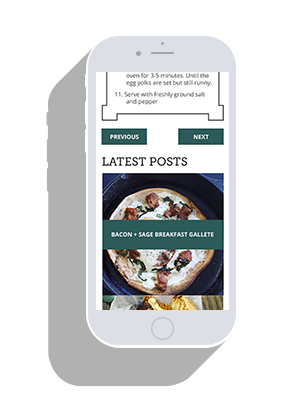 oven for 3-5 minutes. Until the
egg yolks are set but still runny.
11. Serve with freshly ground salt
and pepper
PREVIOUS NEXT
LATEST POSTS
BACON + SAGE BREAKFAST GALLETE